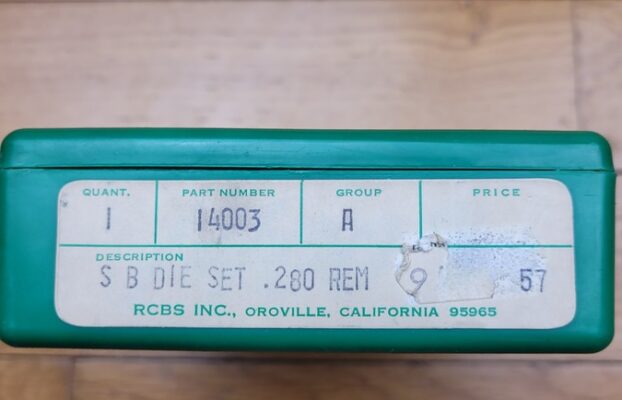 QUANT. PART NUMBER GROUP PRICE
1 14003 A
DESCRIPTION
S B DIE SET .280 REM 9 57
RCBS INC., OROVILLE, CALIFORNIA 95965